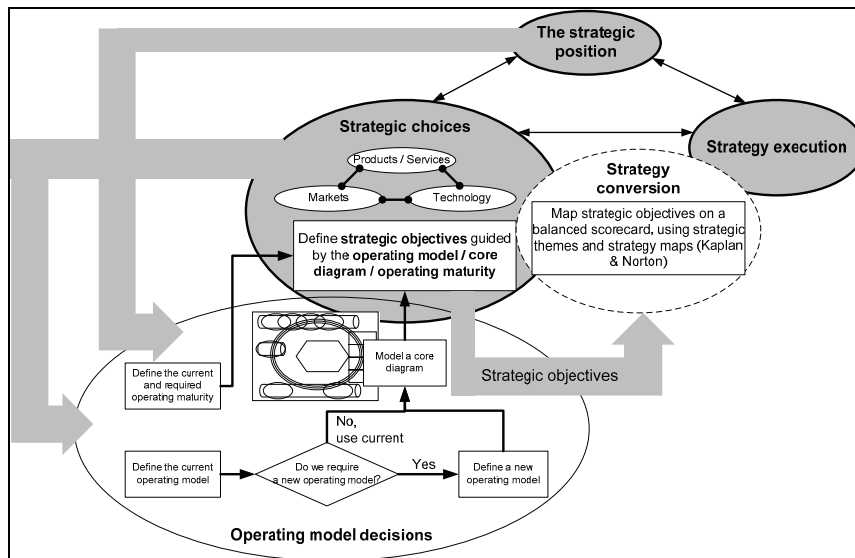 The strategic
position
Strategic choices
Products / Services
Markets
Technology
Strategy execution
Strategy
conversion
Map strategic objectives on a
balanced scorecard, using strategic
themes and strategy maps (Kaplan
& Norton)
Define strategic objectives guided
by the operating model / core
diagram / operating maturity
Define the current
and required
operating maturity
Model a core
diagram
Strategic objectives
No,
use current
Define the current
operating model
Do we require
a new operating model?
Yes
Define a new
operating model
Operating model decisions